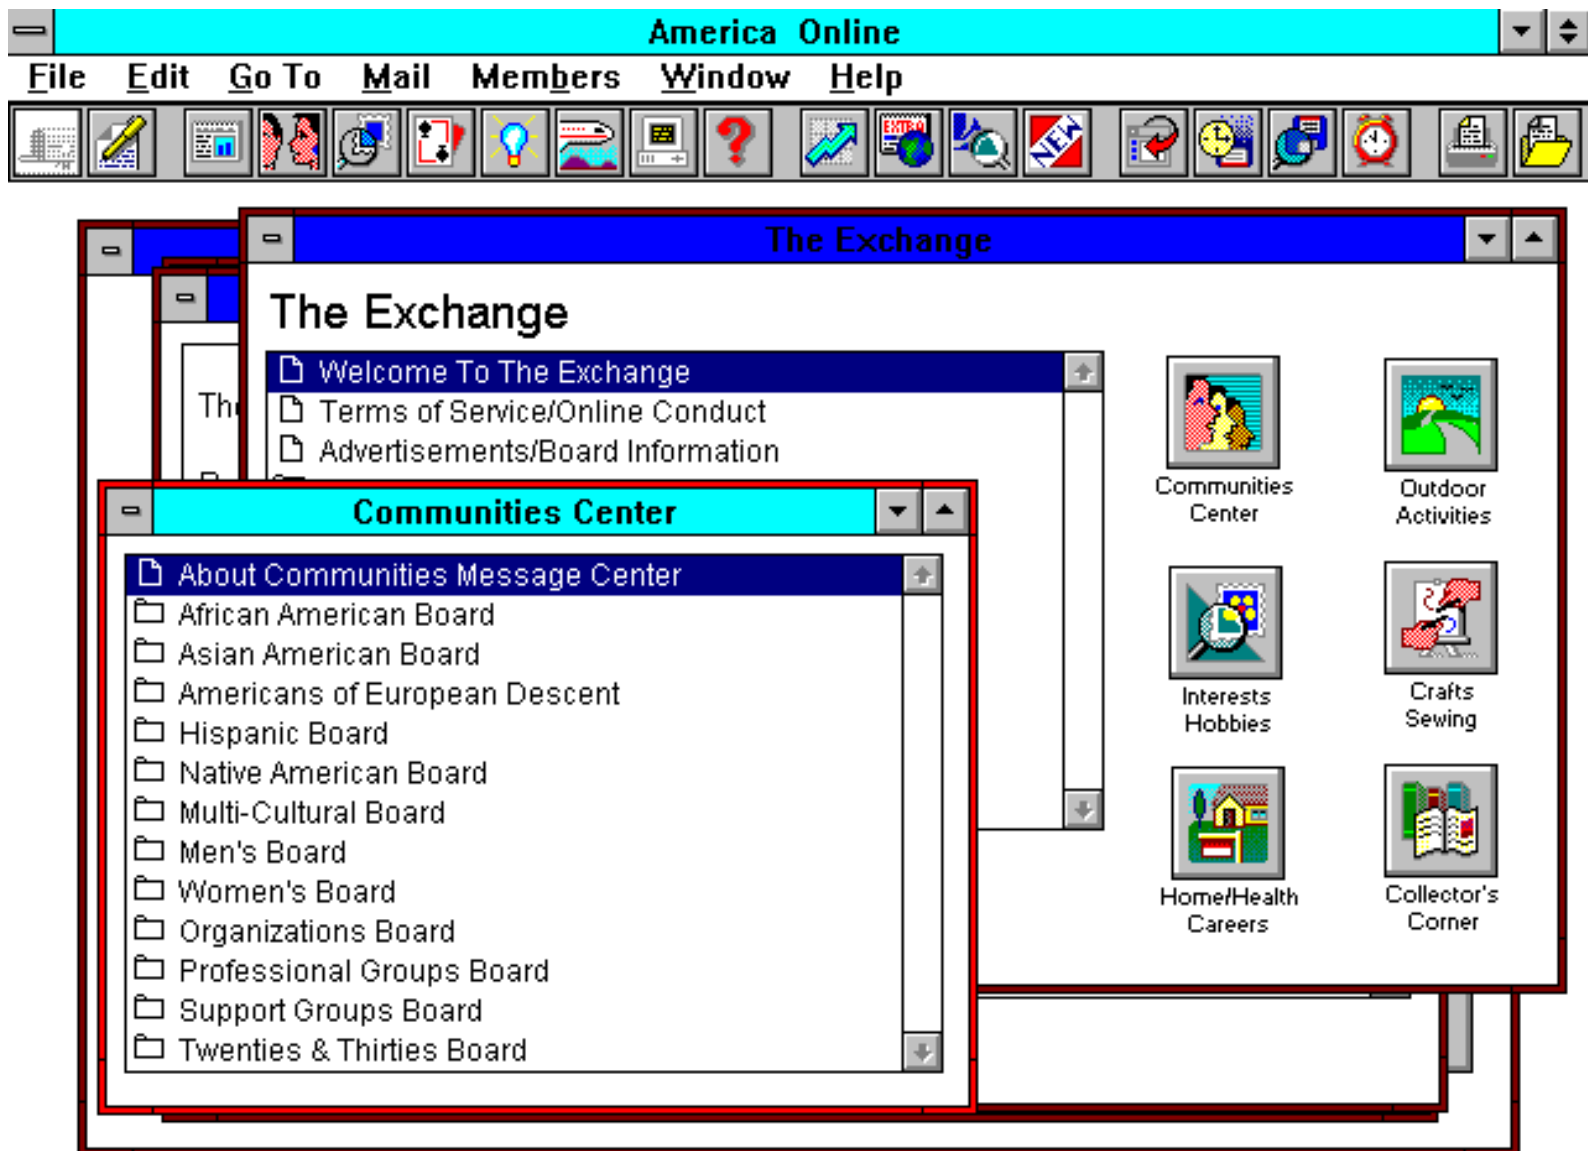 America Online
File Edit Go To Mail Members Window Help
EXTRA
NEW
The Exchange
The Exchange
Welcome To The Exchange
Terms of Service/Online Conduct
Advertisements/Board Information
Communities
Center
Outdoor
Activities
Interests
Hobbies
Crafts
Sewing
Home/Health
Careers
Collector's
Corner
Communities Center
About Communities Message Center
African American Board
Asian American Board
Americans of European Descent
Hispanic Board
Native American Board
Multi-Cultural Board
Men's Board
Women's Board
Organizations Board
Professional Groups Board
Support Groups Board
Twenties & Thirties Board